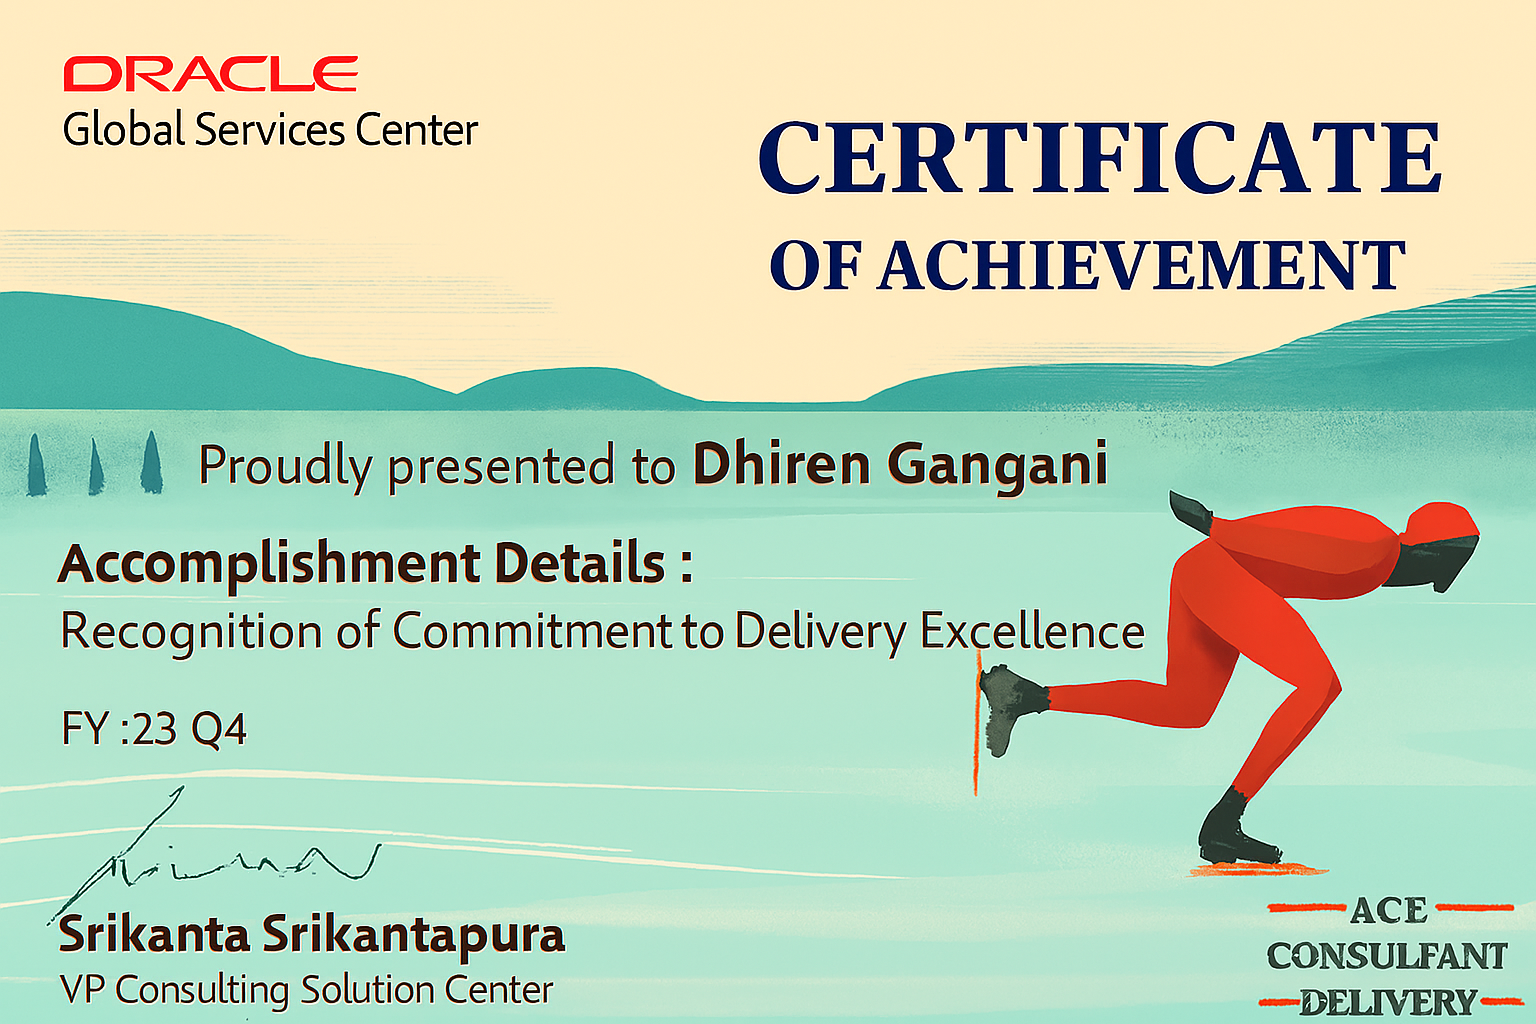 ORACLE
Global Services Center
CERTIFICATE
OF ACHIEVEMENT
Proudly presented to Dhiren Gangani
Accomplishment Details :
Recognition of Commitment to Delivery Excellence
FY :23 Q4
Srikanta Srikantapura
VP Consulting Solution Center
ACE
CONSULFANT
DELIVERY